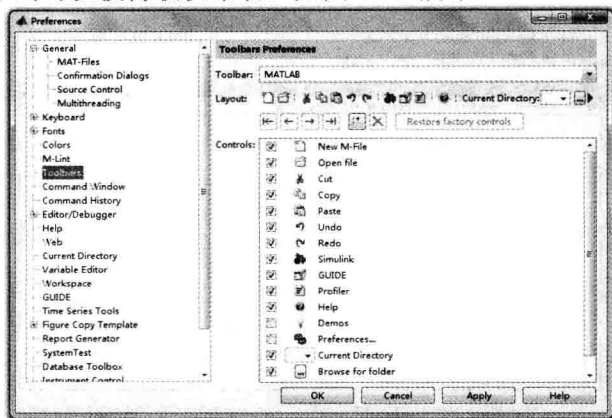 Preferences
General
MAT-Files
Confirmation Dialogs
Source Control
Multithreading
Keyboard
Fonts
Colors
M-Lint
Toolbars
Command Window
Command History
Editor/Debugger
Help
Web
Current Directory
Variable Editor
Workspace
GUIDE
Time Series Tools
Figure Copy Template
Report Generator
SystemTest
Database Toolbox
Instrument Control
Toolbars Preferences
Toolbar: MATLAB
Layout: Current Directory:
Restore factory controls
Controls:
New M-File
Open file
Cut
Copy
Paste
Undo
Redo
Simulink
GUIDE
Profiler
Help
Demos
Preferences...
Current Directory
Browse for folder
OK Cancel Apply Help